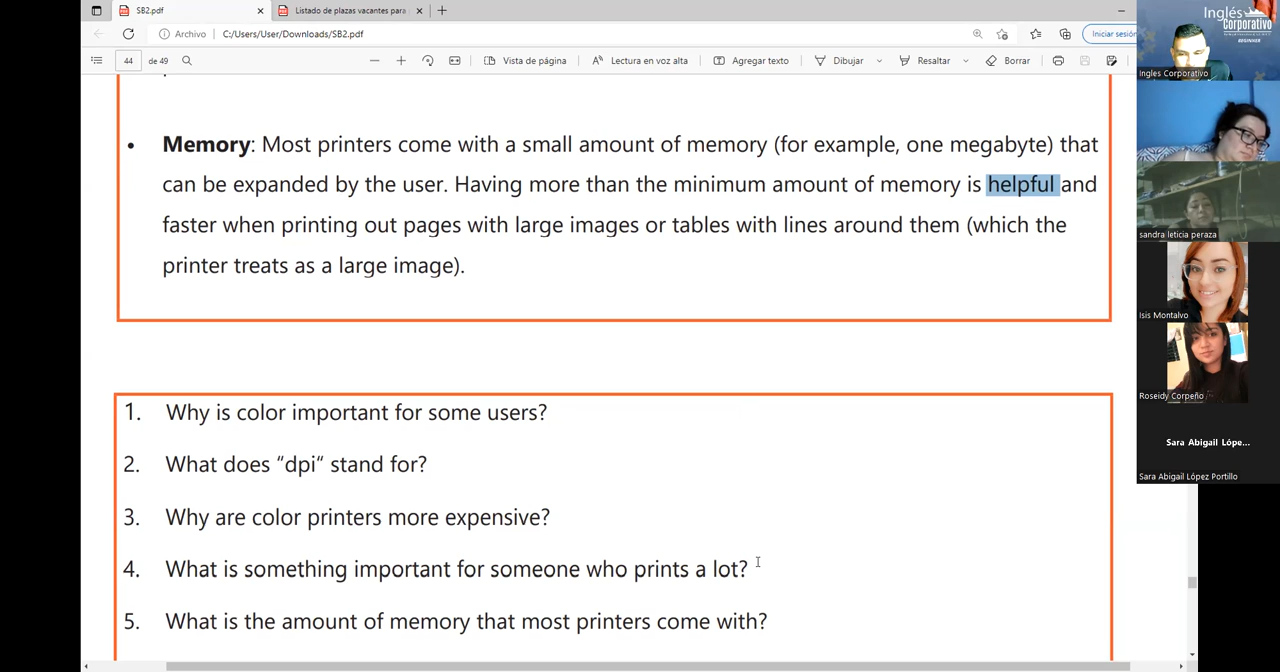 SB2.pdf
Listado de plazas vacantes para
Archivo C:/Users/User/Downloads/SB2.pdf
Iniciar sesión
44 de 49
Vista de página
Lectura en voz alta
Agregar texto
Dibujar
Resaltar
Borrar
• Memory: Most printers come with a small amount of memory (for example, one megabyte) that
can be expanded by the user. Having more than the minimum amount of memory is helpful and
faster when printing out pages with large images or tables with lines around them (which the
printer treats as a large image).
1. Why is color important for some users?
2. What does “dpi“ stand for?
3. Why are color printers more expensive?
4. What is something important for someone who prints a lot?
5. What is the amount of memory that most printers come with?
Inglés
Corporativo
BEGINNER
Ingles Corporativo
sandra leticia peraza
Isis Montalvo
Roseidy Corpeño
Sara Abigail Lópe...
Sara Abigail López Portillo